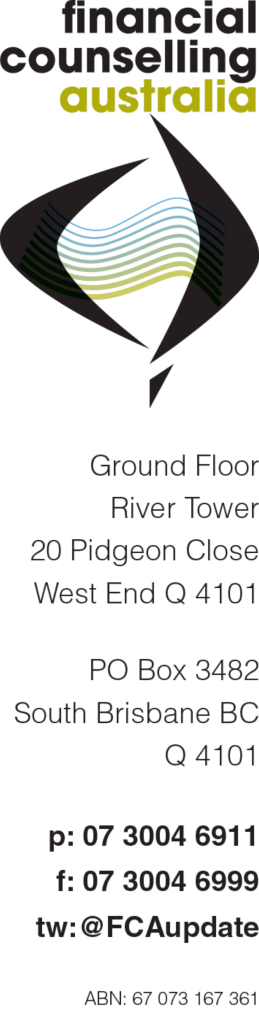 financial
counselling
australia
Ground Floor
River Tower
20 Pidgeon Close
West End Q 4101
PO Box 3482
South Brisbane BC
Q 4101
p: 07 3004 6911
f: 07 3004 6999
tw:@FCAupdate
ABN: 67 073 167 361